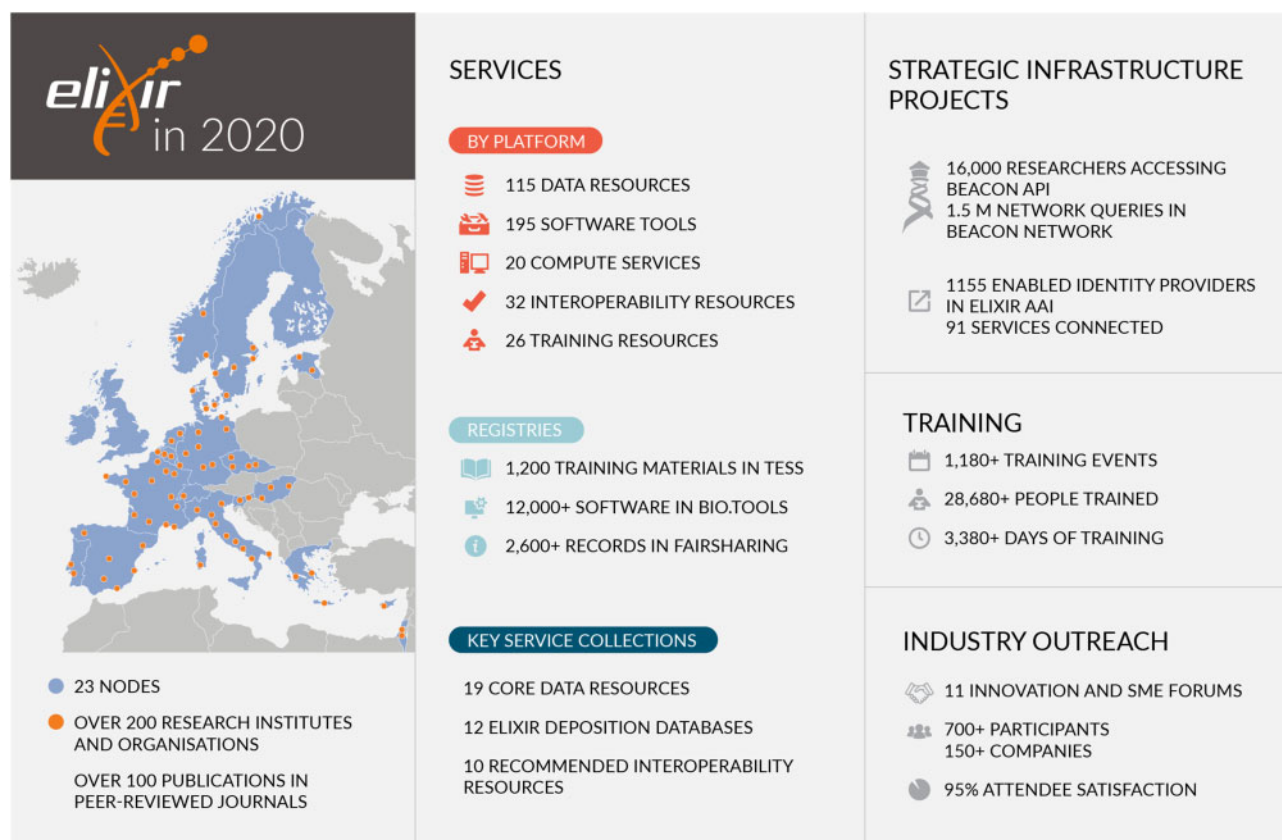 elixir
in 2020
23 NODES
OVER 200 RESEARCH INSTITUTES
AND ORGANISATIONS
OVER 100 PUBLICATIONS IN
PEER-REVIEWED JOURNALS
SERVICES
BY PLATFORM
115 DATA RESOURCES
195 SOFTWARE TOOLS
20 COMPUTE SERVICES
32 INTEROPERABILITY RESOURCES
26 TRAINING RESOURCES
REGISTRIES
1,200 TRAINING MATERIALS IN TESS
12,000+ SOFTWARE IN BIO.TOOLS
2,600+ RECORDS IN FAIRSHARING
KEY SERVICE COLLECTIONS
19 CORE DATA RESOURCES
12 ELIXIR DEPOSITION DATABASES
10 RECOMMENDED INTEROPERABILITY
RESOURCES
STRATEGIC INFRASTRUCTURE
PROJECTS
16,000 RESEARCHERS ACCESSING
BEACON API
1.5 M NETWORK QUERIES IN
BEACON NETWORK
1155 ENABLED IDENTITY PROVIDERS
IN ELIXIR AAI
91 SERVICES CONNECTED
TRAINING
1,180+ TRAINING EVENTS
28,680+ PEOPLE TRAINED
3,380+ DAYS OF TRAINING
INDUSTRY OUTREACH
11 INNOVATION AND SME FORUMS
700+ PARTICIPANTS
150+ COMPANIES
95% ATTENDEE SATISFACTION